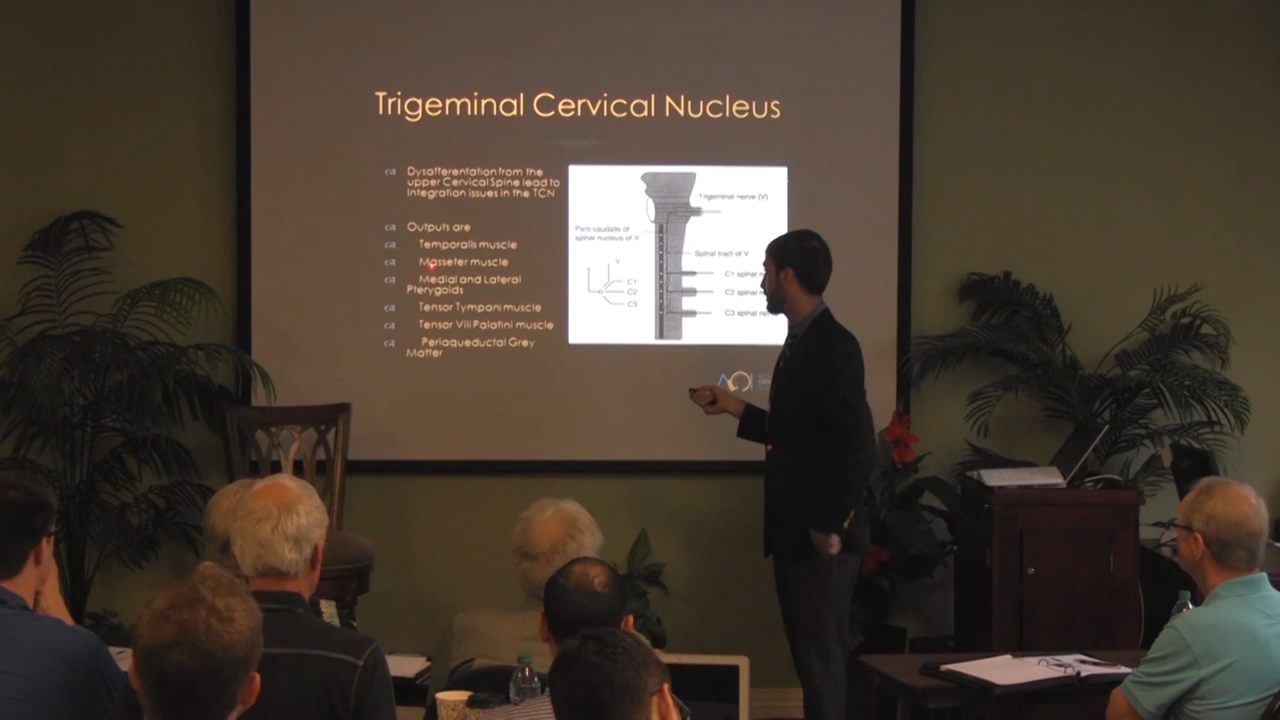 Trigeminal Cervical Nucleus
Dysafferentation from the
upper Cervical Spine lead to
Integration issues in the TCN
Outputs are
Temporalis muscle
Masseter muscle
Medial and Lateral
Pterygoids
Tensor Tympani muscle
Tensor Vili Palatini muscle
Periaqueductal Grey
Matter
Trigeminal nerve (V)
Pars caudalis of
spinal nucleus of V
Spinal tract of V
V
C1
C2
C3
C1 spinal
C2 spinal
C3 spinal
AOI